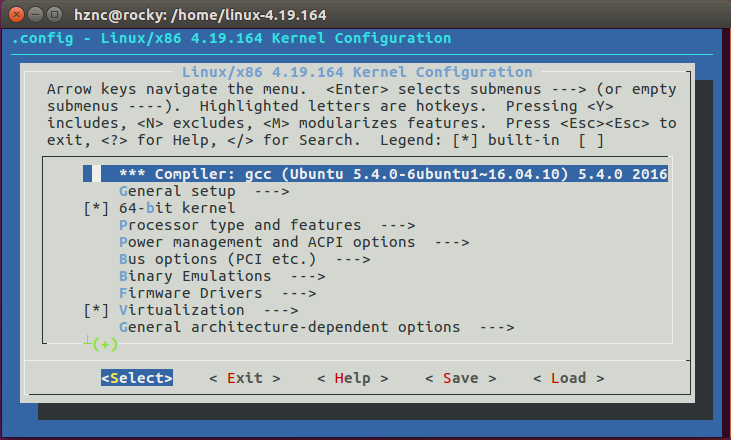 hznc@rocky: /home/linux-4.19.164
.config - Linux/x86 4.19.164 Kernel Configuration
Linux/x86 4.19.164 Kernel Configuration
Arrow keys navigate the menu.  <Enter> selects submenus ---> (or empty
submenus ----).  Highlighted letters are hotkeys.  Pressing <Y>
includes, <N> excludes, <M> modularizes features.  Press <Esc><Esc> to
exit, <?> for Help, </> for Search.  Legend: [*] built-in  [ ]
*** Compiler: gcc (Ubuntu 5.4.0-6ubuntu1~16.04.10) 5.4.0 2016
General setup  --->
[*] 64-bit kernel
Processor type and features  --->
Power management and ACPI options  --->
Bus options (PCI etc.)  --->
Binary Emulations  --->
Firmware Drivers  --->
[*] Virtualization  --->
General architecture-dependent options  --->
┴(+)
<Select>    < Exit >    < Help >    < Save >    < Load >